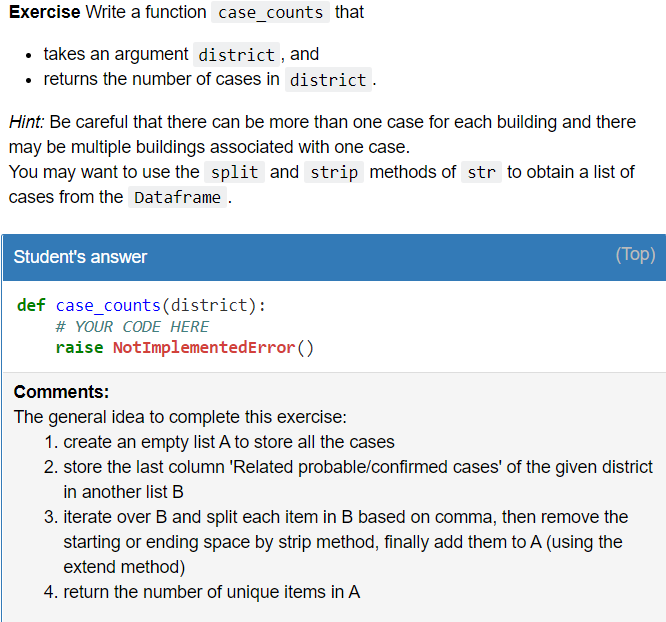 Exercise Write a function case_counts that
• takes an argument district , and
• returns the number of cases in district .
Hint: Be careful that there can be more than one case for each building and there
may be multiple buildings associated with one case.
You may want to use the split and strip methods of str to obtain a list of
cases from the Dataframe .
Student's answer (Top)
def case_counts(district):
    # YOUR CODE HERE
    raise NotImplementedError()
Comments:
The general idea to complete this exercise:
1. create an empty list A to store all the cases
2. store the last column 'Related probable/confirmed cases' of the given district
in another list B
3. iterate over B and split each item in B based on comma, then remove the
starting or ending space by strip method, finally add them to A (using the
extend method)
4. return the number of unique items in A